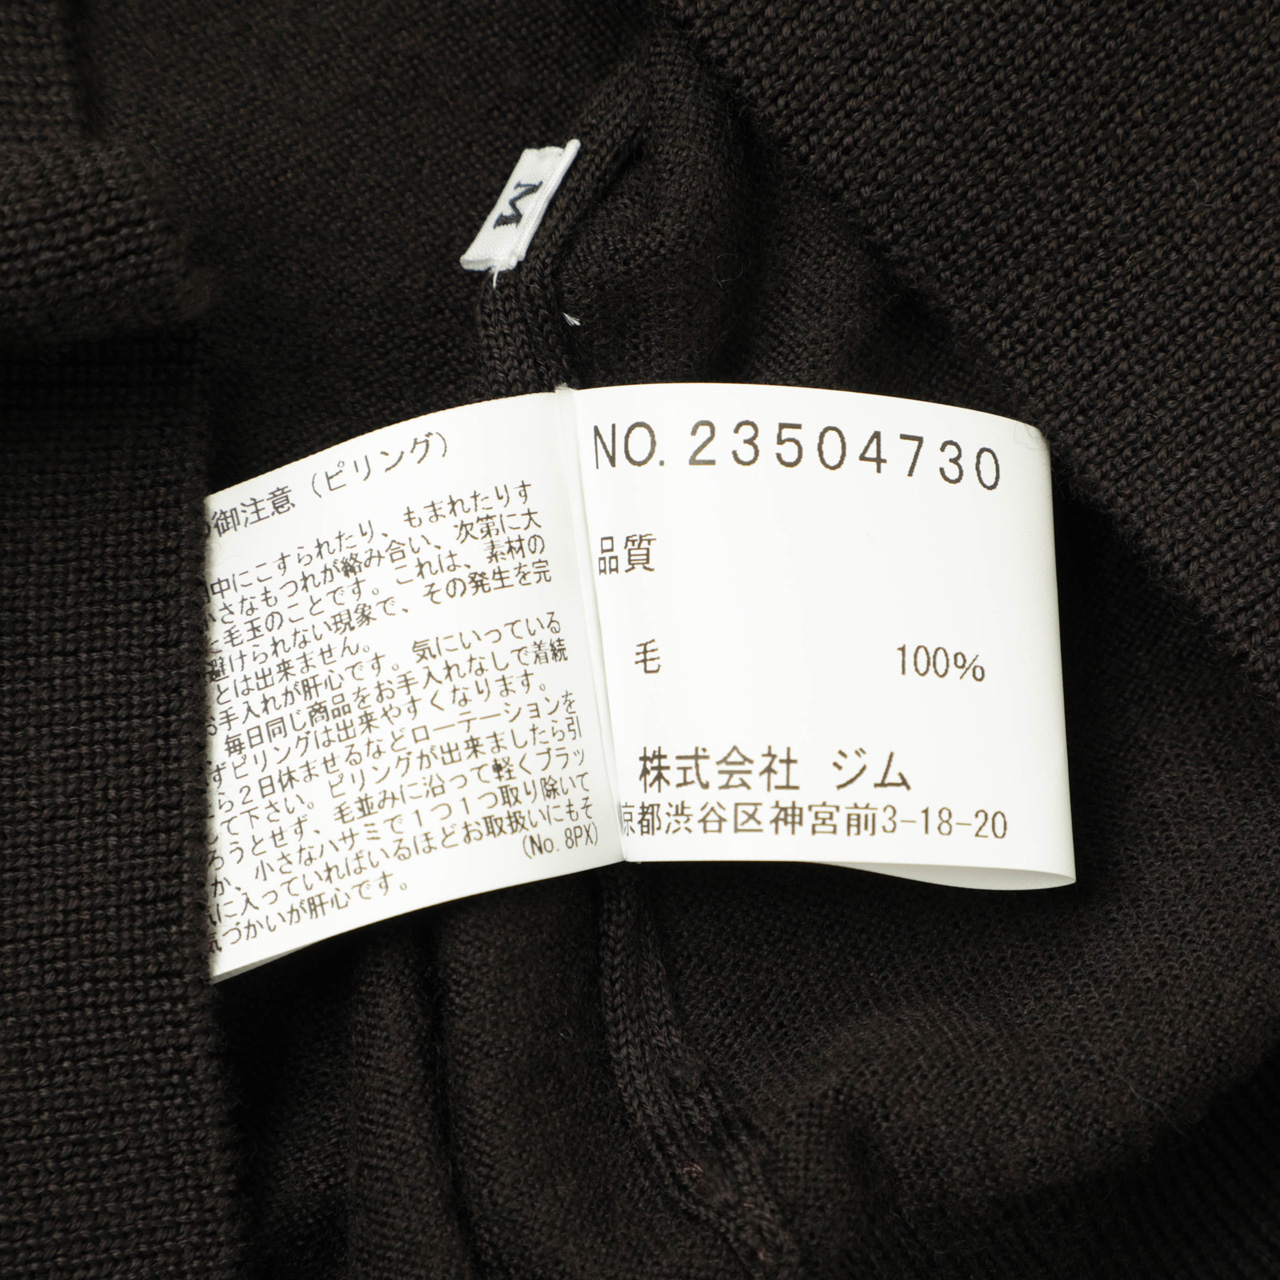 M
御注意（ピリング）
中にこすられたり、もまれたりす
さなもつれが絡み合い、次第に大
毛玉のことです。これは、素材の
避けられない現象で、その発生を完
とは出来ません。
お手入れが肝心です。気にいっている
毎日同じ商品をお手入れなしで着続
ずピリングは出来やすくなります。
ら２日休ませるなどローテーションを
して下さい。ピリングが出来ましたら引
ろうとせず、毛並みに沿って軽くブラッ
か、小さなハサミで１つ１つ取り除いて
に入っていればいるほどお取扱いにもそ
気づかいが肝心です。
(No. 8PX)
NO. 23504730
品質
毛 100%
株式会社 ジム
京都渋谷区神宮前3-18-20